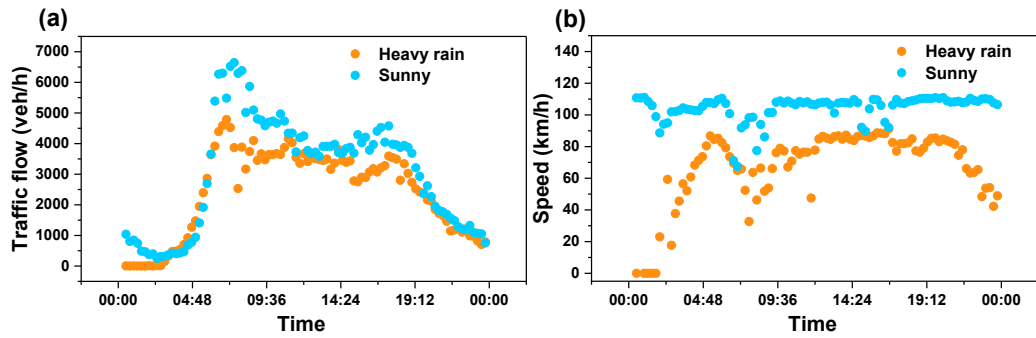 (a)
Heavy rain
Sunny
Traffic flow (veh/h)
7000
6000
5000
4000
3000
2000
1000
0
00:00 04:48 09:36 14:24 19:12 00:00
Time
(b)
Heavy rain
Sunny
Speed (km/h)
140
120
100
80
60
40
20
0
00:00 04:48 09:36 14:24 19:12 00:00
Time